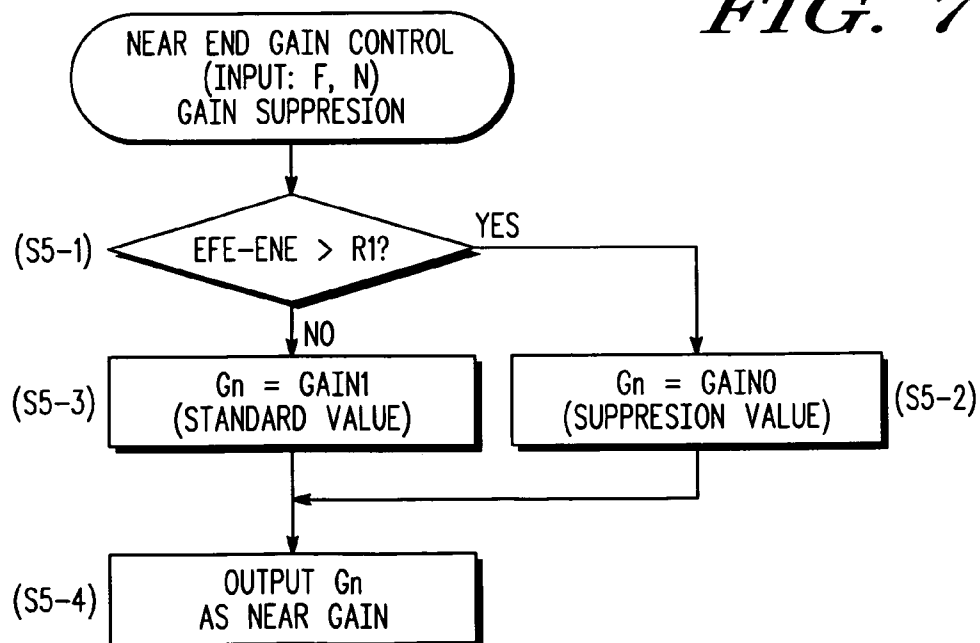 FIG. 7
NEAR END GAIN CONTROL
(INPUT: F, N)
GAIN SUPPRESION
(S5-1)
EFE-ENE > R1?
YES
NO
(S5-3)
Gn = GAIN1
(STANDARD VALUE)
Gn = GAIN0
(SUPPRESION VALUE)
(S5-2)
(S5-4)
OUTPUT Gn
AS NEAR GAIN